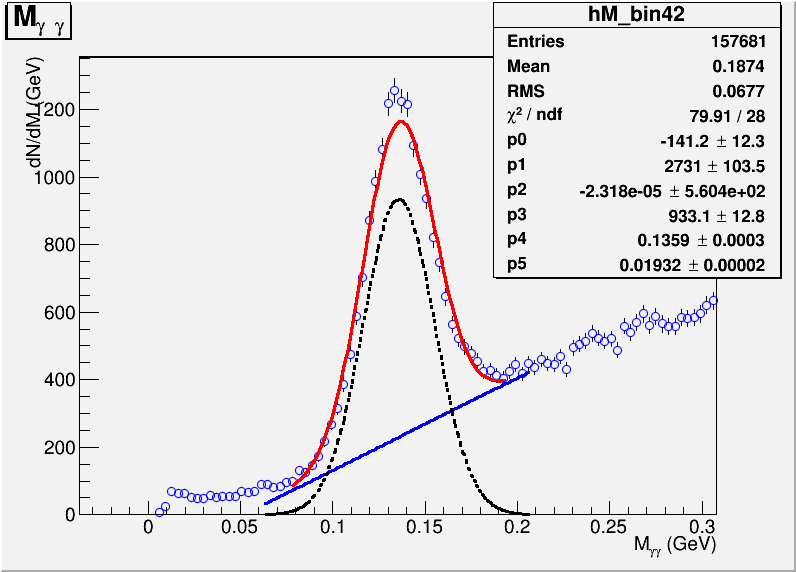 M γ γ
hM_bin42
Entries 157681
Mean 0.1874
RMS 0.0677
χ² / ndf 79.91 / 28
p0 -141.2 ± 12.3
p1 2731 ± 103.5
p2 -2.318e-05 ± 5.604e+02
p3 933.1 ± 12.8
p4 0.1359 ± 0.0003
p5 0.01932 ± 0.00002
dN/dM (GeV)
1200
1000
800
600
400
200
0
0 0.05 0.1 0.15 0.2 0.25 0.3
Mγγ (GeV)